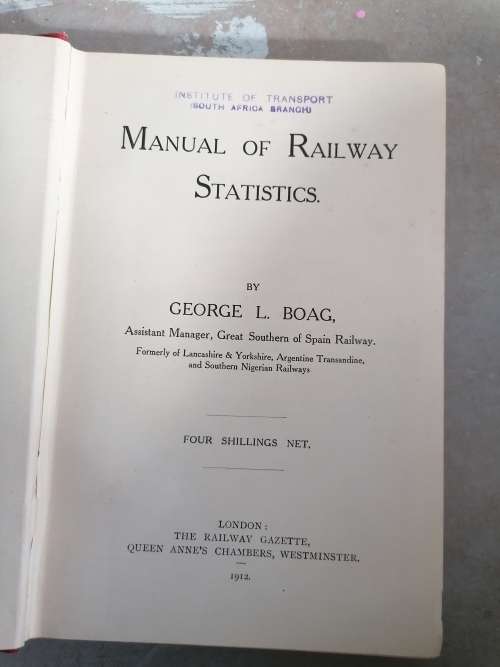 INSTITUTE OF TRANSPORT
(SOUTH AFRICA BRANCH)
MANUAL OF RAILWAY
STATISTICS.
BY
GEORGE L. BOAG,
Assistant Manager, Great Southern of Spain Railway.
Formerly of Lancashire & Yorkshire, Argentine Transandine,
and Southern Nigerian Railways
FOUR SHILLINGS NET.
LONDON:
THE RAILWAY GAZETTE,
QUEEN ANNE'S CHAMBERS, WESTMINSTER.
1912.